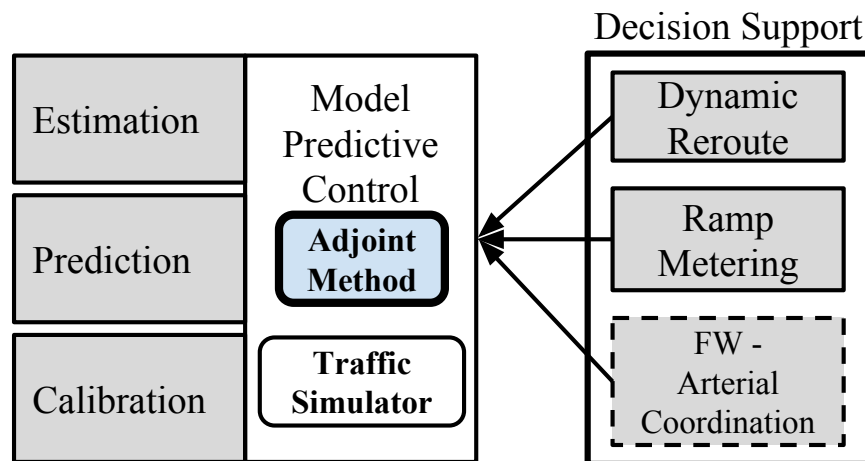 Decision Support
Estimation
Prediction
Calibration
Model
Predictive
Control
Adjoint
Method
Traffic
Simulator
Dynamic
Reroute
Ramp
Metering
FW -
Arterial
Coordination